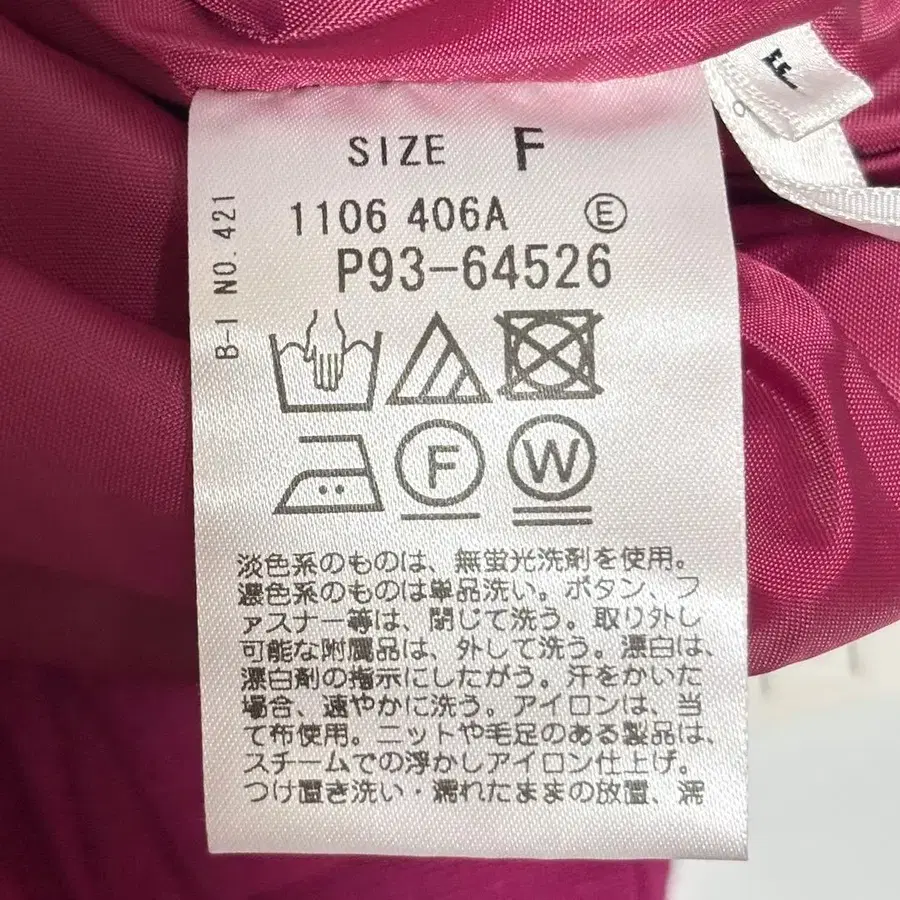 F
SIZE F
1106 406A Ⓔ
P93-64526
B-1 NO. 421
F
W
淡色系のものは、無蛍光洗剤を使用。
濃色系のものは単品洗い。ボタン、フ
ァスナー等は、閉じて洗う。取り外し
可能な附属品は、外して洗う。漂白は、
漂白剤の指示にしたがう。汗をかいた
場合、速やかに洗う。アイロンは、当
て布使用。ニットや毛足のある製品は、
スチームでの浮かしアイロン仕上げ。
つけ置き洗い・濡れたままの放置、濡